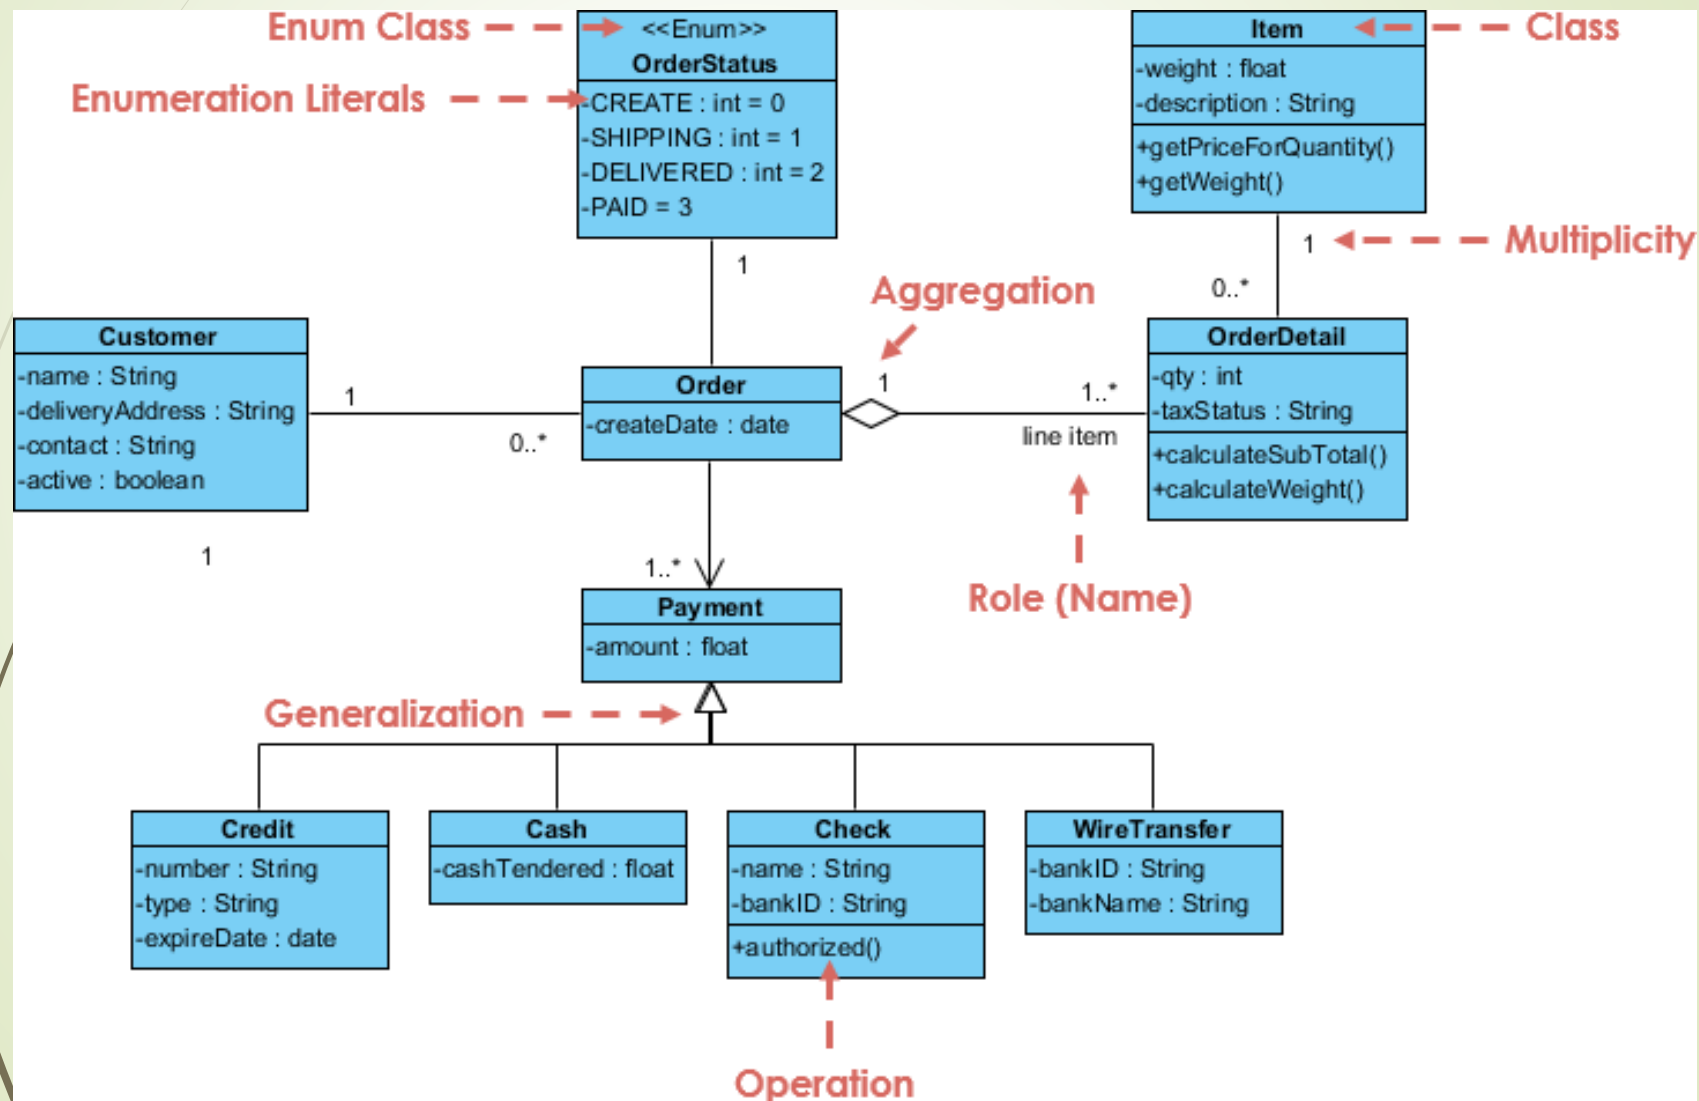 Enum Class
<<Enum>>
OrderStatus
Enumeration Literals
-CREATE : int = 0
-SHIPPING : int = 1
-DELIVERED : int = 2
-PAID = 3
Item
Class
-weight : float
-description : String
+getPriceForQuantity()
+getWeight()
1
Multiplicity
0..*
1
Aggregation
Customer
-name : String
-deliveryAddress : String
-contact : String
-active : boolean
1
0..*
Order
-createDate : date
1
1..*
line item
OrderDetail
-qty : int
-taxStatus : String
+calculateSubTotal()
+calculateWeight()
Role (Name)
1
1..*
Payment
-amount : float
Generalization
Credit
-number : String
-type : String
-expireDate : date
Cash
-cashTendered : float
Check
-name : String
-bankID : String
+authorized()
WireTransfer
-bankID : String
-bankName : String
Operation